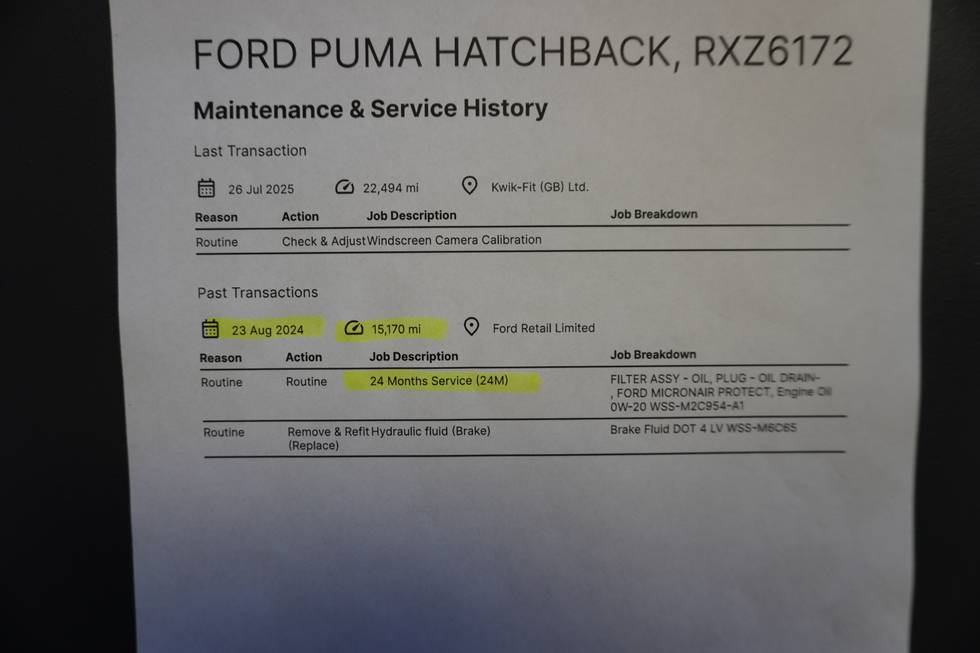 FORD PUMA HATCHBACK, RXZ6172
Maintenance & Service History
Last Transaction
26 Jul 2025 22,494 mi Kwik-Fit (GB) Ltd.
Reason Action Job Description Job Breakdown
Routine Check & Adjust Windscreen Camera Calibration
Past Transactions
23 Aug 2024 15,170 mi Ford Retail Limited
Reason Action Job Description Job Breakdown
Routine Routine 24 Months Service (24M) FILTER ASSY - OIL, PLUG - OIL DRAIN-
, FORD MICRONAIR PROTECT, Engine Oil
0W-20 WSS-M2C954-A1
Routine Remove & Refit Hydraulic fluid (Brake) Brake Fluid DOT 4 LV WSS-M6C65
(Replace)